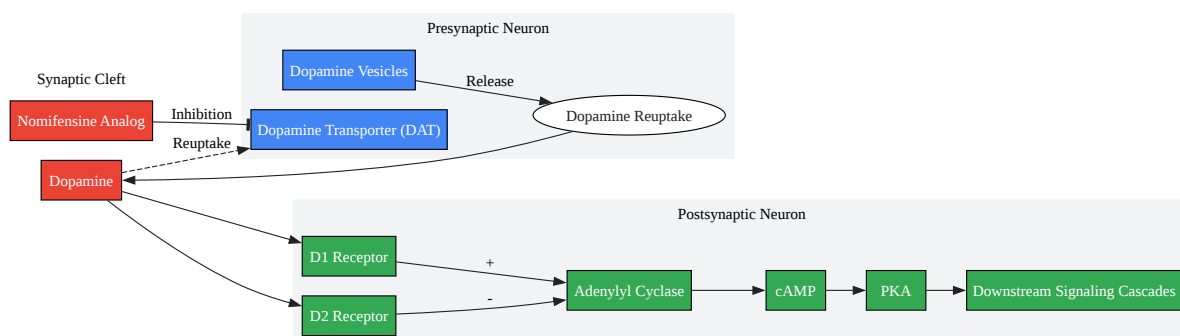 Presynaptic Neuron
Dopamine Vesicles
Release
Synaptic Cleft
Nomifensine Analog
Inhibition
Dopamine Transporter (DAT)
Dopamine Reuptake
Reuptake
Dopamine
Postsynaptic Neuron
D1 Receptor
+
Adenylyl Cyclase
cAMP
PKA
Downstream Signaling Cascades
-
D2 Receptor